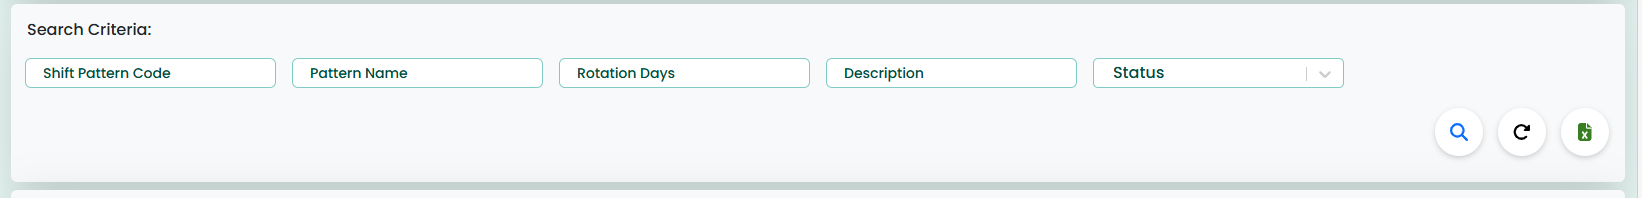 Search Criteria:
Shift Pattern Code Pattern Name Rotation Days Description Status